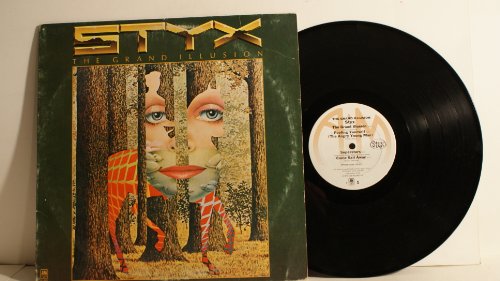 STYX
THE GRAND ILLUSION
THE GRAND ILLUSION
Styx
The Grand Illusion
Fooling Yourself
(The Angry Young Man)
Superstars
Come Sail Away
Styx
A&M